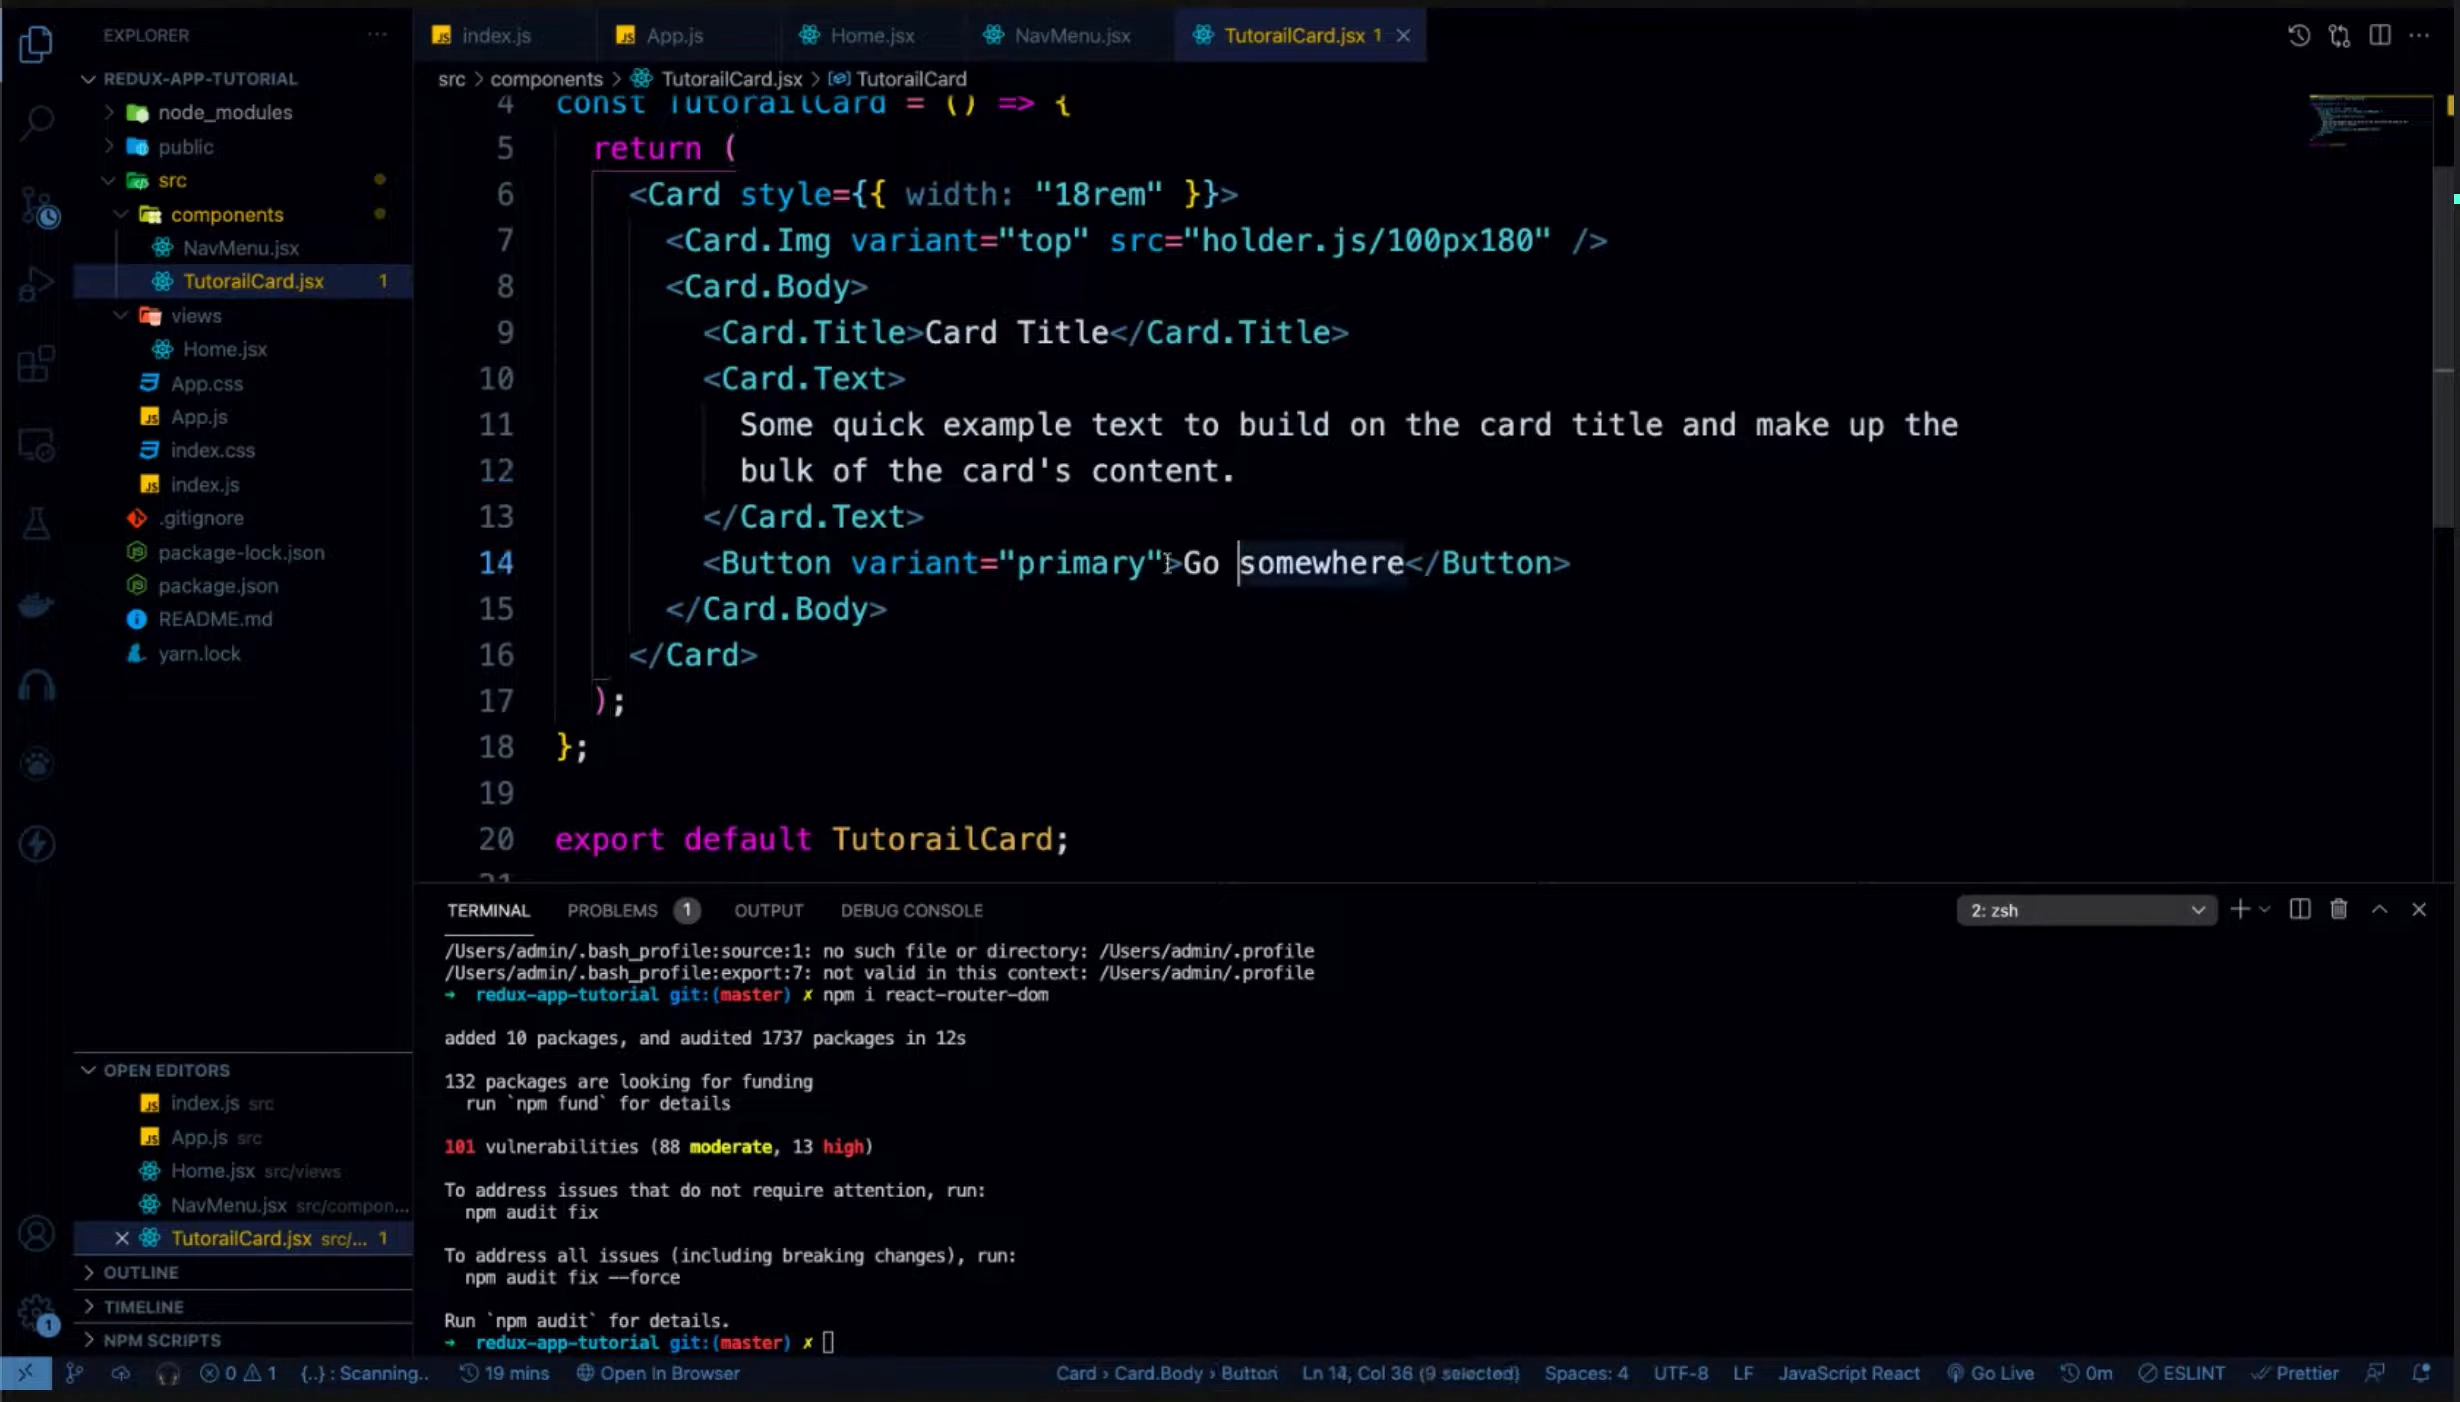 EXPLORER
REDUX-APP-TUTORIAL
node_modules
public
src
components
NavMenu.jsx
TutorailCard.jsx 1
views
Home.jsx
App.css
App.js
index.css
index.js
.gitignore
package-lock.json
package.json
README.md
yarn.lock
OPEN EDITORS
index.js src
App.js src
Home.jsx src/views
NavMenu.jsx src/compon...
TutorailCard.jsx src/... 1
OUTLINE
TIMELINE
NPM SCRIPTS
1
index.js App.js Home.jsx NavMenu.jsx TutorailCard.jsx 1
src > components > TutorailCard.jsx > TutorailCard
4 const TutorailCard = () => {
5 return (
6 <Card style={{ width: "18rem" }}>
7 <Card.Img variant="top" src="holder.js/100px180" />
8 <Card.Body>
9 <Card.Title>Card Title</Card.Title>
10 <Card.Text>
11 Some quick example text to build on the card title and make up the
12 bulk of the card's content.
13 </Card.Text>
14 <Button variant="primary">Go somewhere</Button>
15 </Card.Body>
16 </Card>
17 );
18 };
19
20 export default TutorailCard;
21
TERMINAL PROBLEMS 1 OUTPUT DEBUG CONSOLE 2: zsh
/Users/admin/.bash_profile:source:1: no such file or directory: /Users/admin/.profile
/Users/admin/.bash_profile:export:7: not valid in this context: /Users/admin/.profile
→ redux-app-tutorial git:(master) ✗ npm i react-router-dom
added 10 packages, and audited 1737 packages in 12s
132 packages are looking for funding
run `npm fund` for details
101 vulnerabilities (88 moderate, 13 high)
To address issues that do not require attention, run:
npm audit fix
To address all issues (including breaking changes), run:
npm audit fix --force
Run `npm audit` for details.
→ redux-app-tutorial git:(master) ✗
0 1 {..} : Scanning.. 19 mins Open In Browser Card › Card.Body › Button Ln 14, Col 36 (9 selected) Spaces: 4 UTF-8 LF JavaScript React Go Live 0m ESLINT Prettier